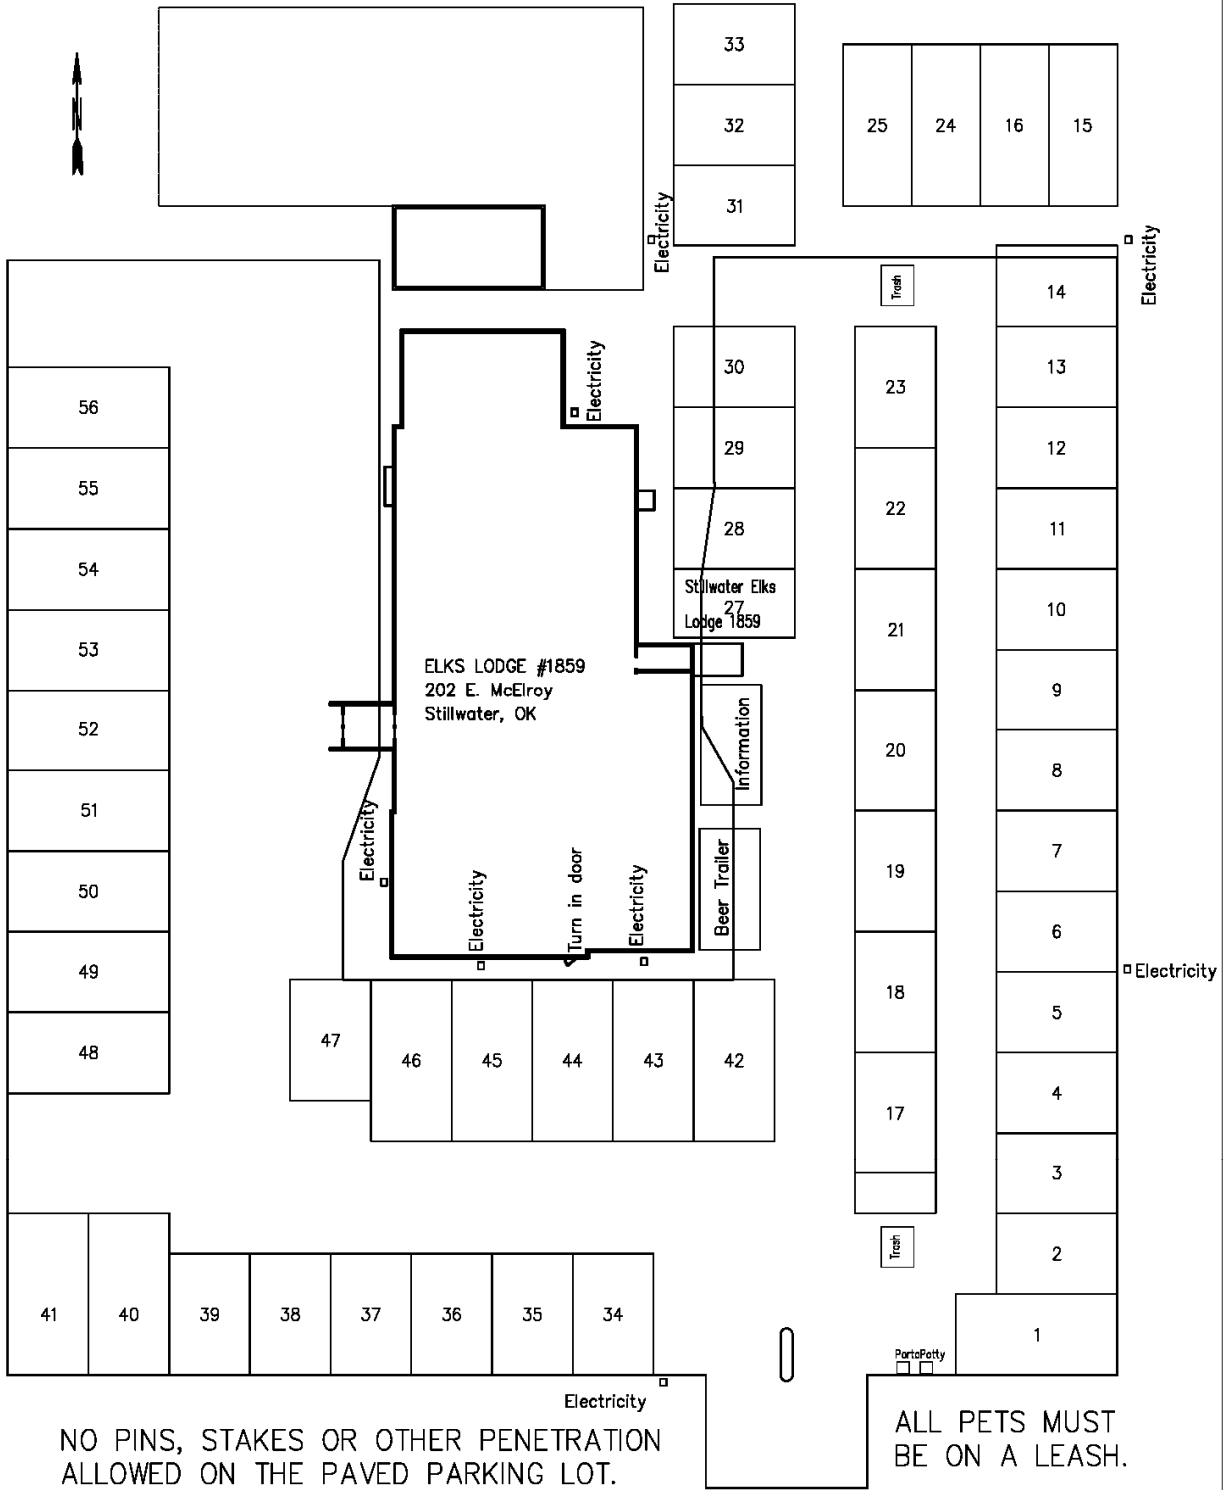 N
33
32
31
25
24
16
15
Electricity
Electricity
Trash
14
13
12
11
10
9
8
7
6
5
4
3
2
1
30
29
28
Stillwater Elks
27
Lodge 1859
23
22
21
20
19
18
17
Electricity
56
55
54
53
52
51
50
49
48
ELKS LODGE #1859
202 E. McElroy
Stillwater, OK
Information
Beer Trailer
Electricity
Electricity
Turn in door
Electricity
Electricity
47
46
45
44
43
42
Trash
41
40
39
38
37
36
35
34
PortaPotty
Electricity
NO PINS, STAKES OR OTHER PENETRATION
ALLOWED ON THE PAVED PARKING LOT.
ALL PETS MUST
BE ON A LEASH.